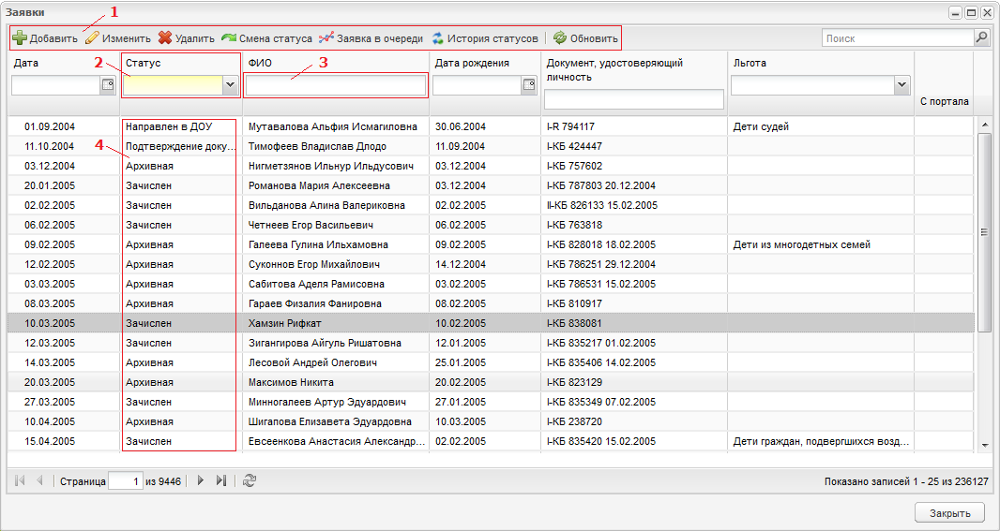 Заявки
1
Добавить Изменить Удалить Смена статуса Заявка в очереди История статусов Обновить Поиск
Дата 2 Статус ФИО 3 Дата рождения Документ, удостоверяющий личность Льгота С портала
4
01.09.2004 Направлен в ДОУ Мутавалова Альфия Исмагиловна 30.06.2004 I-R 794117 Дети судей
11.10.2004 Подтверждение доку... Тимофеев Владислав Длодо 11.09.2004 I-КБ 424447
03.12.2004 Архивная Нигметзянов Ильнур Ильдусович 03.12.2004 I-КБ 757602
20.01.2005 Зачислен Романова Мария Алексеевна 03.12.2004 I-КБ 787803 20.12.2004
02.02.2005 Зачислен Вильданова Алина Валериковна 02.02.2005 II-КБ 826133 15.02.2005
06.02.2005 Зачислен Четнеев Егор Васильевич 06.02.2005 I-КБ 763818
09.02.2005 Архивная Галеева Гулина Ильхамовна 09.02.2005 I-КБ 828018 18.02.2005 Дети из многодетных семей
12.02.2005 Архивная Суконнов Егор Михайлович 14.12.2004 I-КБ 786251 29.12.2004
03.03.2005 Архивная Сабитова Аделя Рамисовна 03.02.2005 I-КБ 786531 15.02.2005
08.03.2005 Архивная Гараев Физалия Фанировна 08.02.2005 I-КБ 810917
10.03.2005 Зачислен Хамзин Рифкат 10.02.2005 I-КБ 838081
12.03.2005 Зачислен Зигангирова Айгуль Ришатовна 12.01.2005 I-КБ 835217 01.02.2005
14.03.2005 Архивная Лесовой Андрей Олегович 25.01.2005 I-КБ 835406 14.02.2005
20.03.2005 Архивная Максимов Никита 20.02.2005 I-КБ 823129
27.03.2005 Зачислен Минногалеев Артур Эдуардович 27.01.2005 I-КБ 835349 07.02.2005
10.04.2005 Архивная Шигапова Елизавета Эдуардовна 10.03.2005 I-КБ 238720
15.04.2005 Зачислен Евсеенкова Анастасия Александр... 02.02.2005 I-КБ 835420 15.02.2005 Дети граждан, подвергшихся возд...
Страница 1 из 9446 Показано записей 1 - 25 из 236127
Закрыть